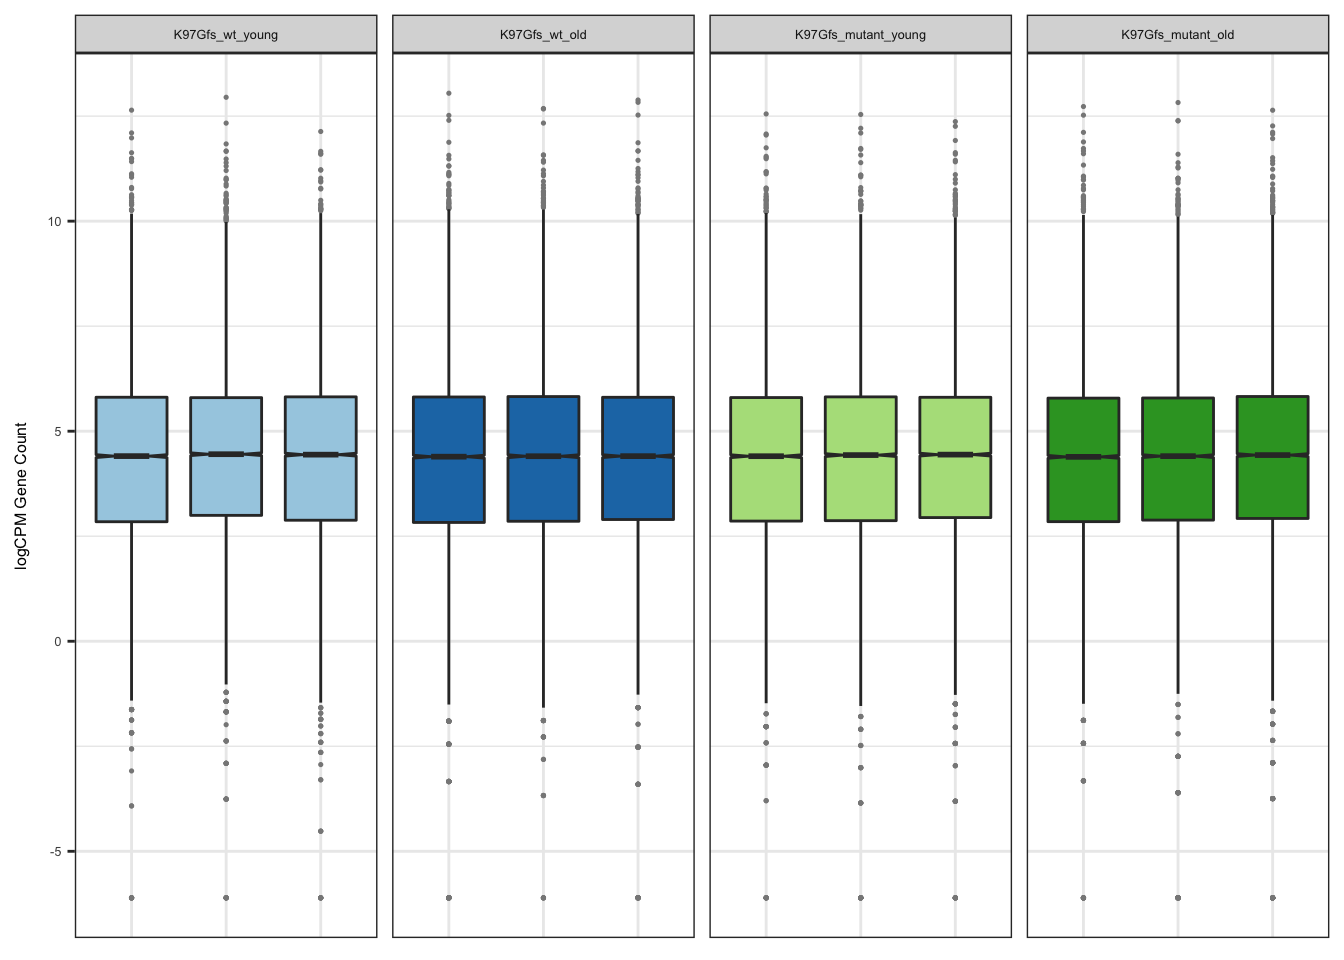 K97Gfs_wt_young
K97Gfs_wt_old
K97Gfs_mutant_young
K97Gfs_mutant_old
10
5
0
-5
logCPM Gene Count